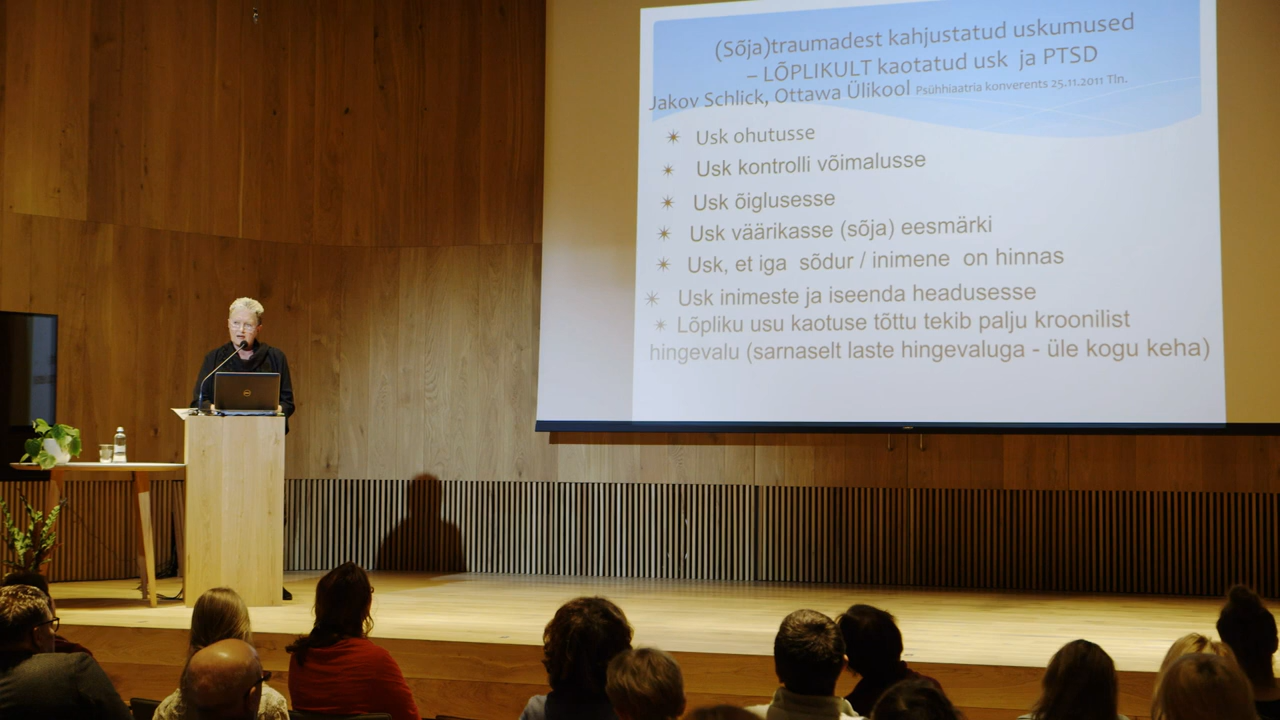 (Sõja)traumadest kahjustatud uskumused
– LÕPLIKULT kaotatud usk ja PTSD
Jakov Schlick, Ottawa Ülikool Psühhiaatria konverents 25.11.2011 Tln.
Usk ohutusse
Usk kontrolli võimalusse
Usk õiglusesse
Usk väärikasse (sõja) eesmärki
Usk, et iga sõdur / inimene on hinnas
Usk inimeste ja iseenda headusesse
Lõpliku usu kaotuse tõttu tekib palju kroonilist
hingevalu (sarnaselt laste hingevaluga - üle kogu keha)
DELL